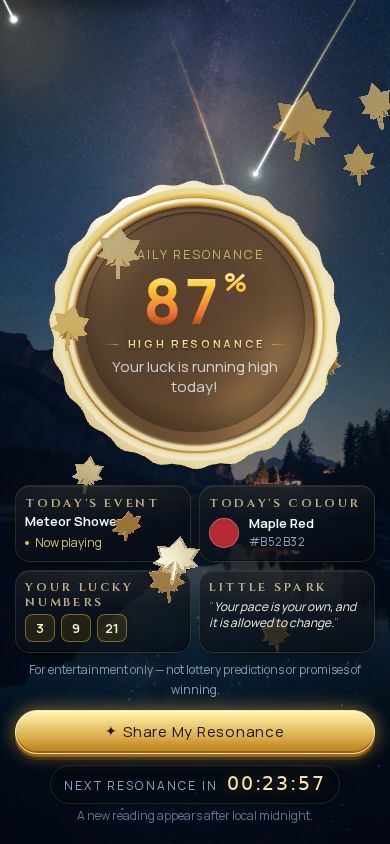 AILY RESONANCE
87%
HIGH RESONANCE
Your luck is running high
today!
TODAY'S EVENT
Meteor Showe
• Now playing
TODAY'S COLOUR
Maple Red
#B52B32
YOUR LUCKY
NUMBERS
3 9 21
LITTLE SPARK
"Your pace is your own, and
it is allowed to change."
For entertainment only — not lottery predictions or promises of
winning.
✦ Share My Resonance
NEXT RESONANCE IN 00:23:57
A new reading appears after local midnight.